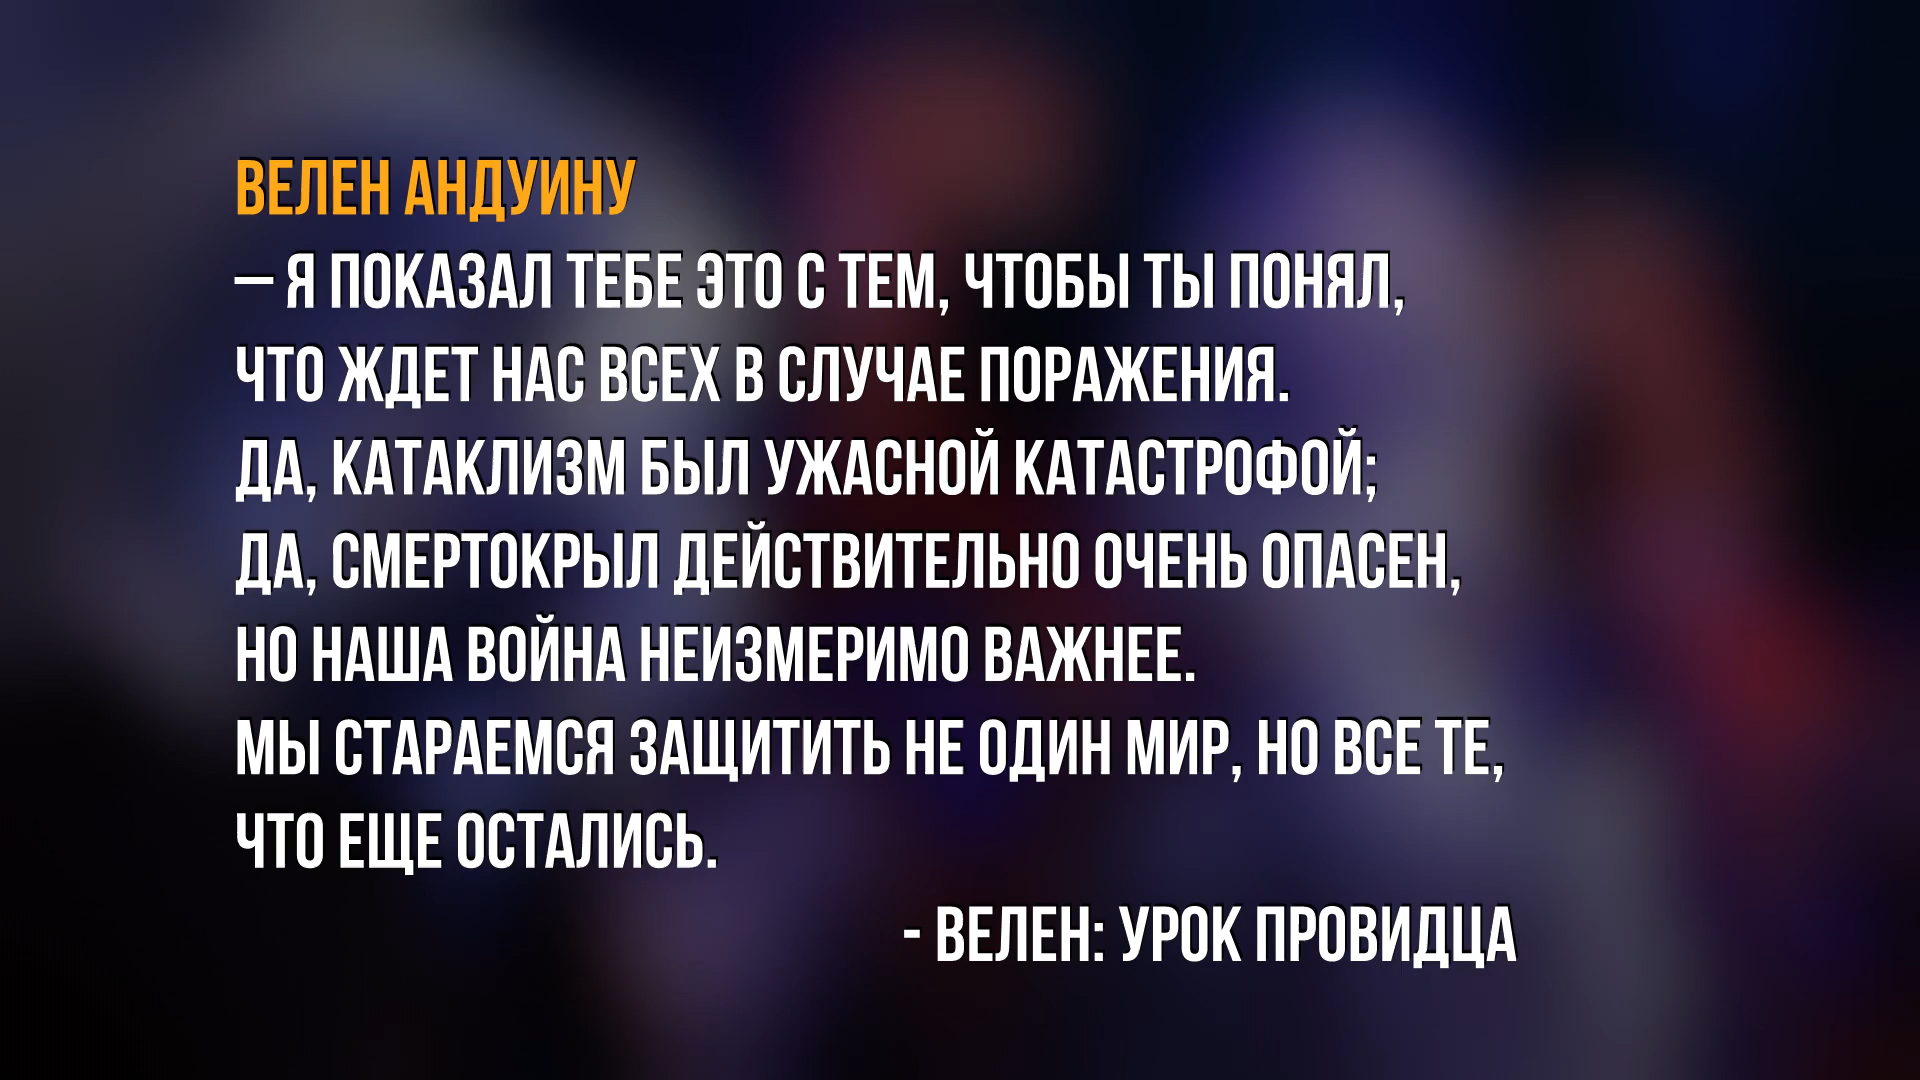 ВЕЛЕН АНДУИНУ
– Я ПОКАЗАЛ ТЕБЕ ЭТО С ТЕМ, ЧТОБЫ ТЫ ПОНЯЛ,
ЧТО ЖДЕТ НАС ВСЕХ В СЛУЧАЕ ПОРАЖЕНИЯ.
ДА, КАТАКЛИЗМ БЫЛ УЖАСНОЙ КАТАСТРОФОЙ;
ДА, СМЕРТОКРЫЛ ДЕЙСТВИТЕЛЬНО ОЧЕНЬ ОПАСЕН,
НО НАША ВОЙНА НЕИЗМЕРИМО ВАЖНЕЕ.
МЫ СТАРАЕМСЯ ЗАЩИТИТЬ НЕ ОДИН МИР, НО ВСЕ ТЕ,
ЧТО ЕЩЕ ОСТАЛИСЬ.
- ВЕЛЕН: УРОК ПРОВИДЦА